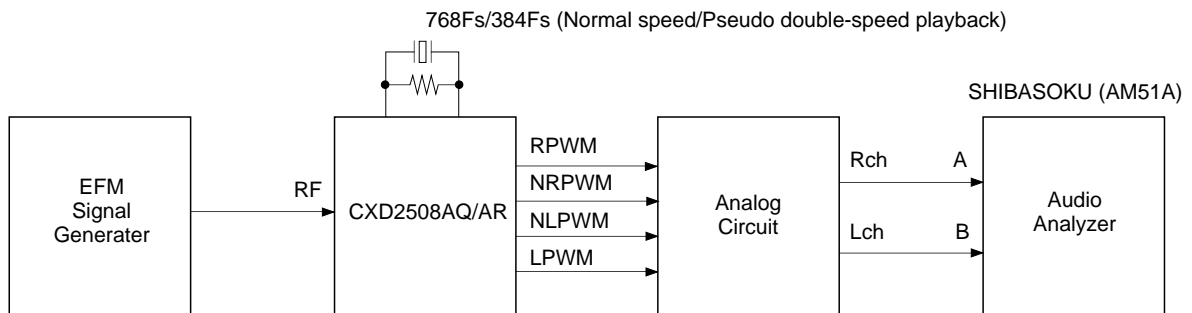 768Fs/384Fs (Normal speed/Pseudo double-speed playback)
SHIBASOKU (AM51A)
EFM
Signal
Generater
RF
CXD2508AQ/AR
RPWM
NRPWM
NLPWM
LPWM
Analog
Circuit
Rch A
Lch B
Audio
Analyzer